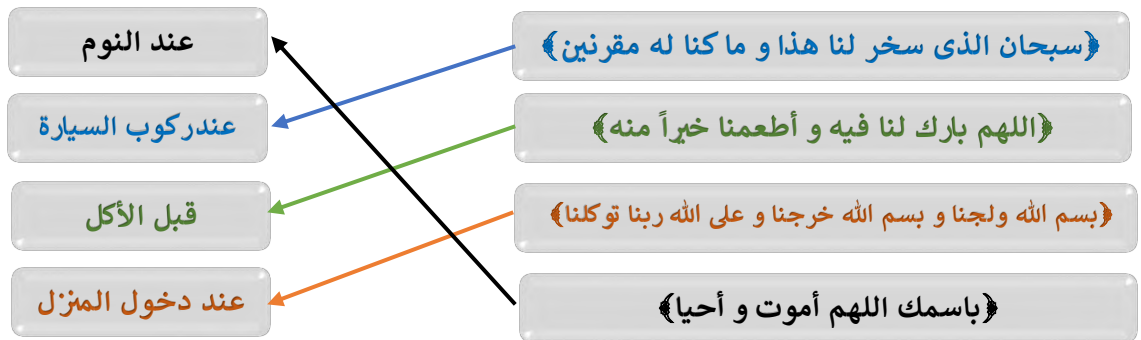 ﴿سبحان الذى سخر لنا هذا و ما كنا له مقرنين﴾
عند النوم
﴿اللهم بارك لنا فيه و أطعمنا خيراً منه﴾
عندركوب السيارة
﴿بسم الله ولجنا و بسم الله خرجنا و على الله ربنا توكلنا﴾
قبل الأكل
﴿باسمك اللهم أموت و أحيا﴾
عند دخول المنزل